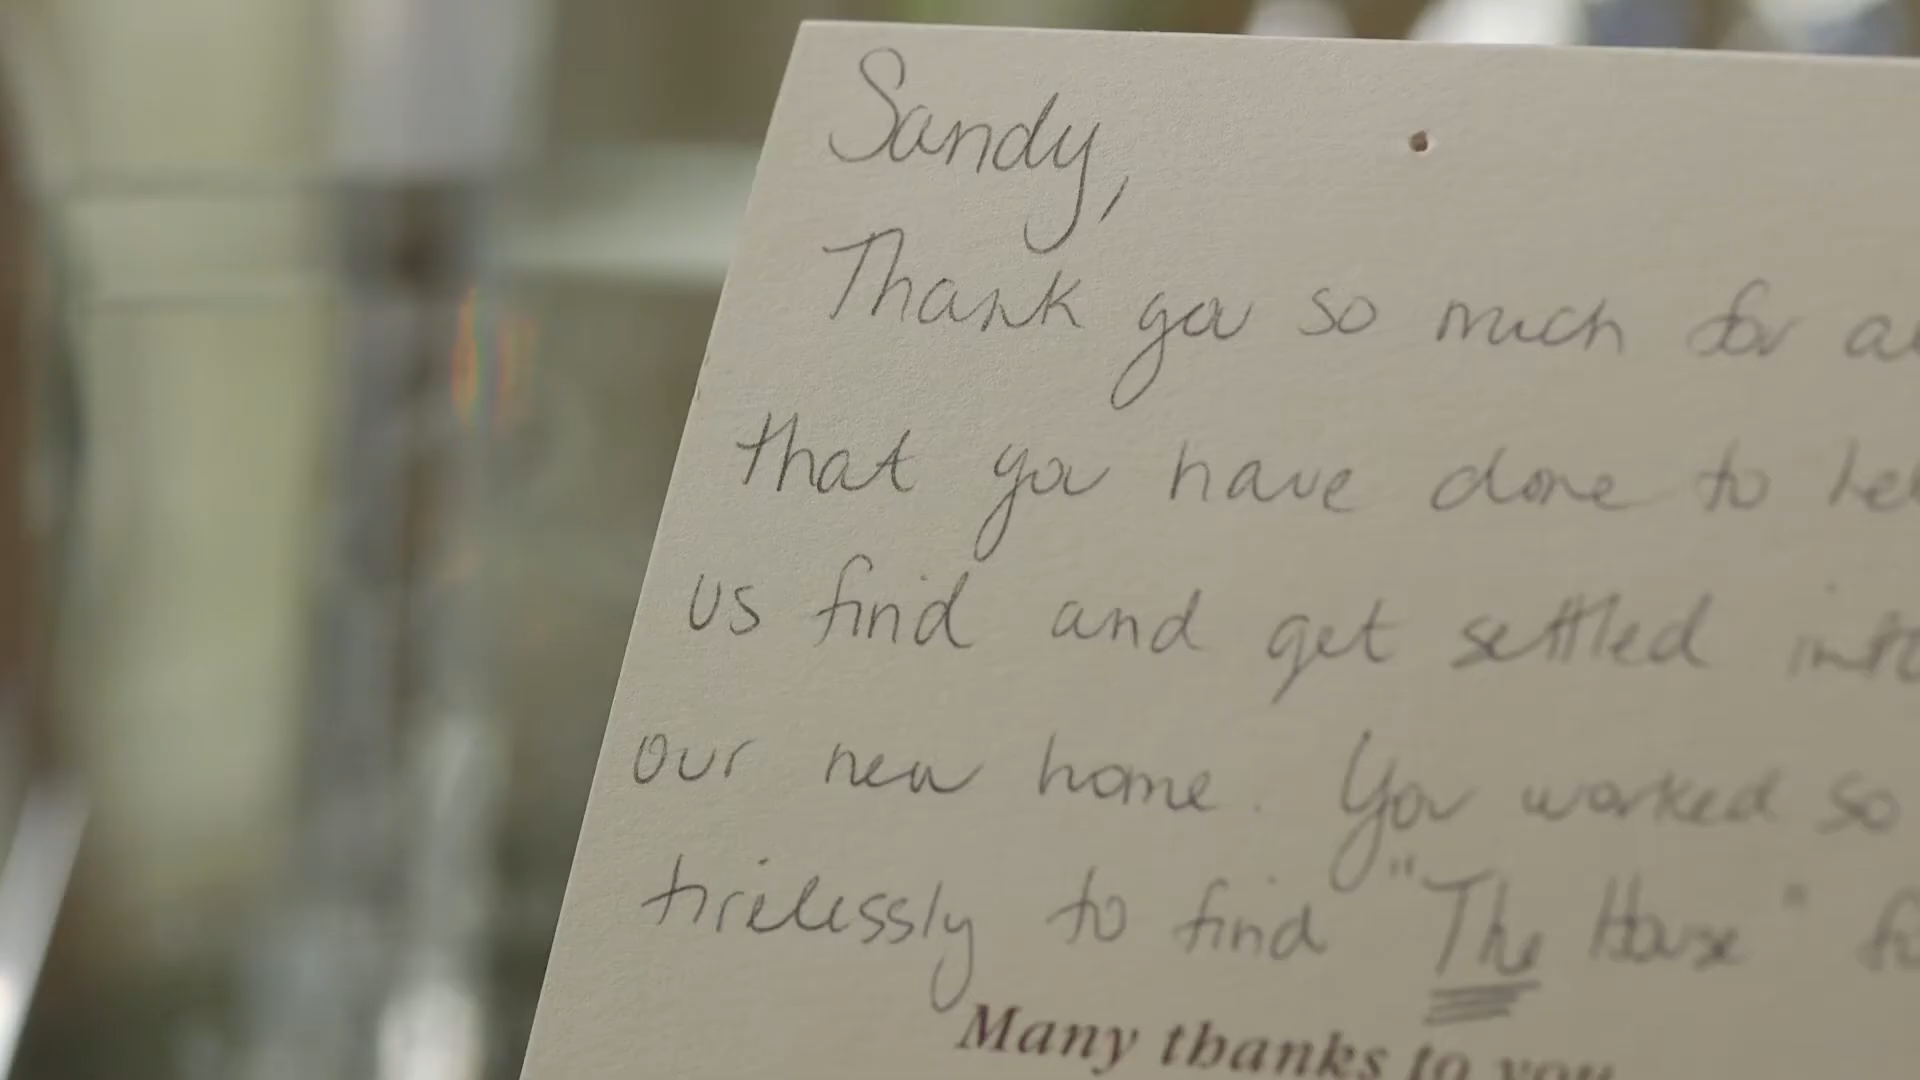 Sandy,
Thank you so much for
that you have done to
us find and get settled into
our new home. You worked so
tirelessly to find "The House"
Many thanks to you